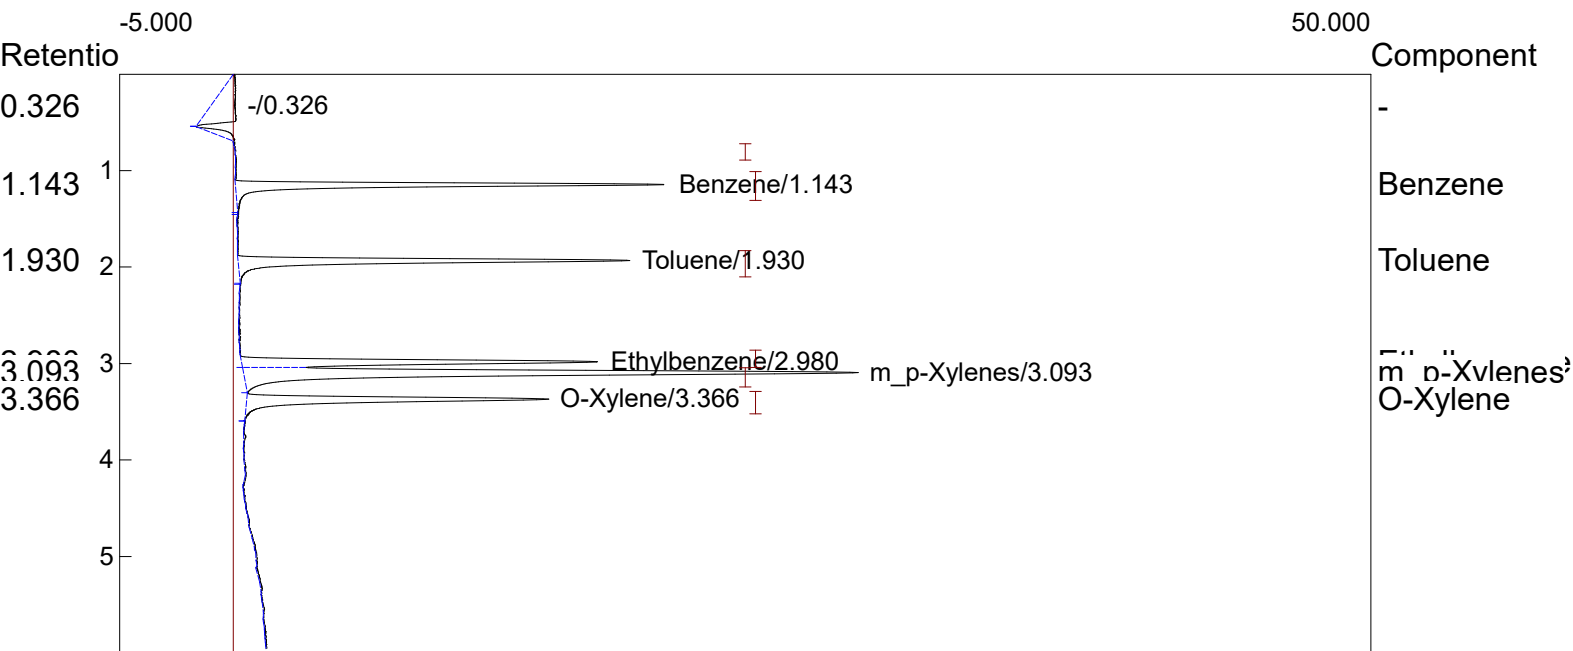 -5.000 50.000
Retentio Component
0.326 -/0.326 -
1
1.143 Benzene/1.143 Benzene
1.930 Toluene/1.930 Toluene
2
Ethylbenzene/2.980
3
3.093 m_p-Xylenes/3.093 m_p-Xylenes
3.366 O-Xylene/3.366 O-Xylene
4
5